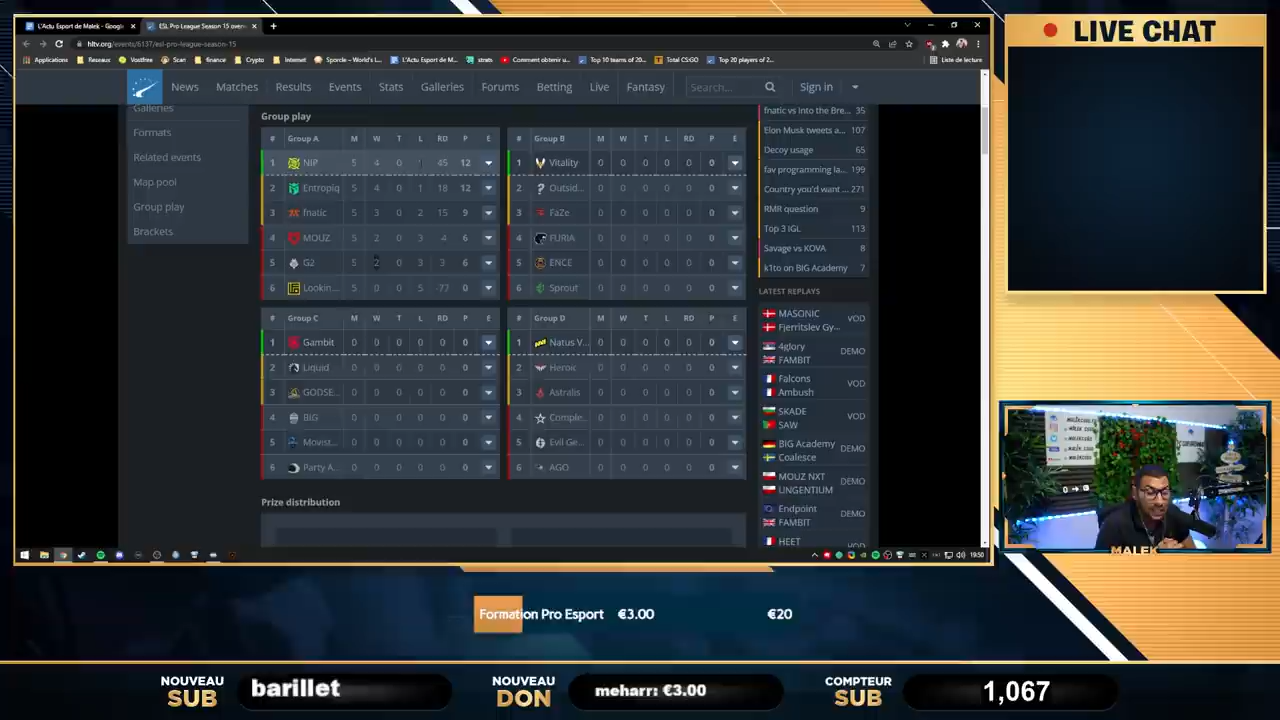 L'Actu Esport de Malek - Google
ESL Pro League Season 15 over
hltv.org/events/6137/esl-pro-league-season-15
Applications
Reseaux
Vostfree
Scan
finance
Crypto
Internet
Sporcle – World's L...
L'Actu Esport de M...
strats
Comment obtenir u...
Top 10 teams of 20...
Total CS:GO
Top 20 players of 2...
Liste de lecture
News Matches Results Events Stats Galleries Forums Betting Live Fantasy Search... Sign in
Galleries
Formats
Related events
Map pool
Group play
Brackets
Group play
# Group A M W T L RD P E
1 NIP 5 4 0 1 45 12
2 Entropiq 5 4 0 1 18 12
3 fnatic 5 3 0 2 15 9
4 MOUZ 5 2 0 3 -4 6
5 G2 5 2 0 3 3 6
6 Lookin... 5 0 0 5 -77 0
# Group B M W T L RD P E
1 Vitality 0 0 0 0 0 0
2 Outsid... 0 0 0 0 0 0
3 FaZe 0 0 0 0 0 0
4 FURIA 0 0 0 0 0 0
5 ENCE 0 0 0 0 0 0
6 Sprout 0 0 0 0 0 0
# Group C M W T L RD P E
1 Gambit 0 0 0 0 0 0
2 Liquid 0 0 0 0 0 0
3 GODSE... 0 0 0 0 0 0
4 BIG 0 0 0 0 0 0
5 Movist... 0 0 0 0 0 0
6 Party A... 0 0 0 0 0 0
# Group D M W T L RD P E
1 Natus V... 0 0 0 0 0 0
2 Heroic 0 0 0 0 0 0
3 Astralis 0 0 0 0 0 0
4 Comple... 0 0 0 0 0 0
5 Evil Ge... 0 0 0 0 0 0
6 AGO 0 0 0 0 0 0
Prize distribution
fnatic vs Into the Bre... 35
Elon Musk tweets a... 107
Decoy usage 65
fav programming la... 199
Country you'd want ... 271
RMR question 9
Top 3 IGL 113
Savage vs KOVA 8
k1to on BIG Academy 7
LATEST REPLAYS
MASONIC VOD
Fjerritslev Gy...
4glory DEMO
FAMBIT
Falcons VOD
Ambush
SKADE VOD
SAW
BIG Academy DEMO
Coalesce
MOUZ NXT DEMO
UNGENTIUM
Endpoint DEMO
FAMBIT
HEET VOD
19:50
LIVE CHAT
MALEK
Formation Pro Esport €3.00 €20
NOUVEAU
SUB
barillet
NOUVEAU
DON
meharr: €3.00
COMPTEUR
SUB
1,067